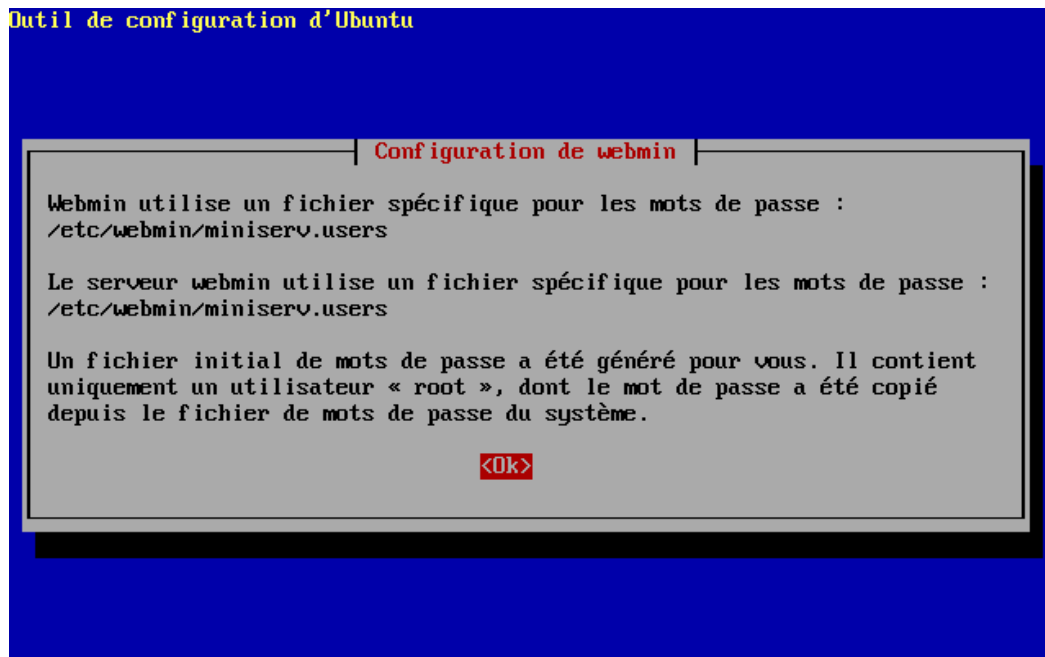 Outil de configuration d'Ubuntu
Configuration de webmin
Webmin utilise un fichier spécifique pour les mots de passe :
/etc/webmin/miniserv.users
Le serveur webmin utilise un fichier spécifique pour les mots de passe :
/etc/webmin/miniserv.users
Un fichier initial de mots de passe a été généré pour vous. Il contient
uniquement un utilisateur « root », dont le mot de passe a été copié
depuis le fichier de mots de passe du système.
<Ok>